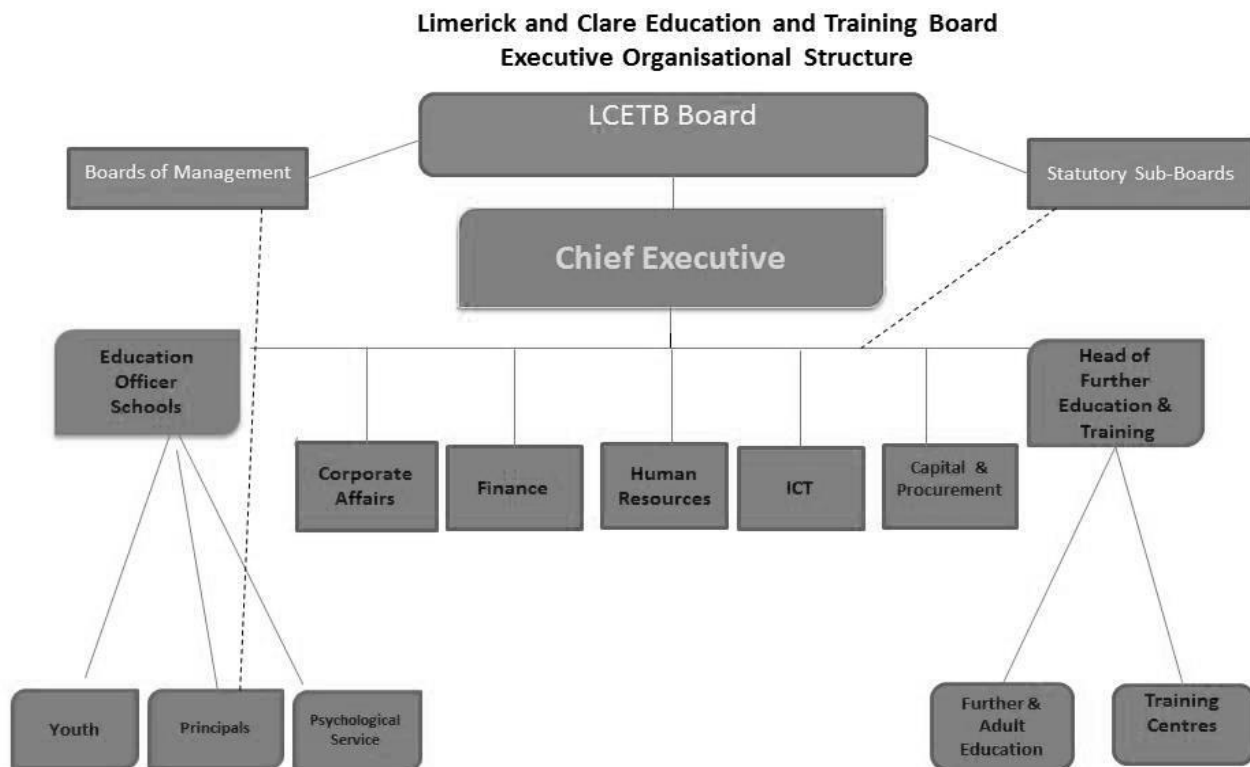 Limerick and Clare Education and Training Board
Executive Organisational Structure
LCETB Board
Boards of Management
Statutory Sub-Boards
Chief Executive
Education
Officer
Schools
Head of
Further
Education &
Training
Corporate
Affairs
Finance
Human
Resources
ICT
Capital &
Procurement
Youth
Principals
Psychological
Service
Further &
Adult
Education
Training
Centres